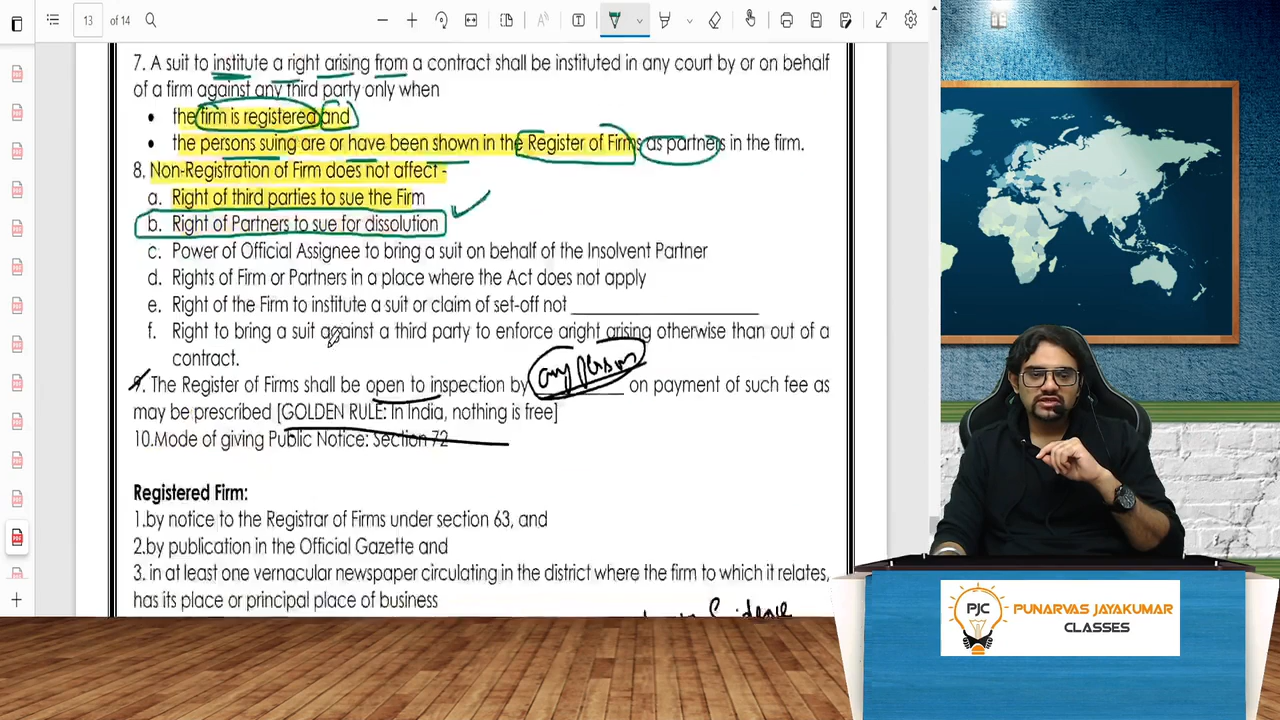 13 of 14
7. A suit to institute a right arising from a contract shall be instituted in any court by or on behalf
of a firm against any third party only when
• the firm is registered and
• the persons suing are or have been shown in the Register of Firms as partners in the firm.
8. Non-Registration of Firm does not affect -
a. Right of third parties to sue the Firm
b. Right of Partners to sue for dissolution
c. Power of Official Assignee to bring a suit on behalf of the Insolvent Partner
d. Rights of Firm or Partners in a place where the Act does not apply
e. Right of the Firm to institute a suit or claim of set-off not ____________________
f. Right to bring a suit against a third party to enforce aright arising otherwise than out of a
contract.
any person
9. The Register of Firms shall be open to inspection by __________ on payment of such fee as
may be prescribed [GOLDEN RULE: In India, nothing is free]
10.Mode of giving Public Notice: Section 72
Registered Firm:
1.by notice to the Registrar of Firms under section 63, and
2.by publication in the Official Gazette and
3. in at least one vernacular newspaper circulating in the district where the firm to which it relates,
has its place or principal place of business
Evidence
PJC
PUNARVAS JAYAKUMAR
CLASSES